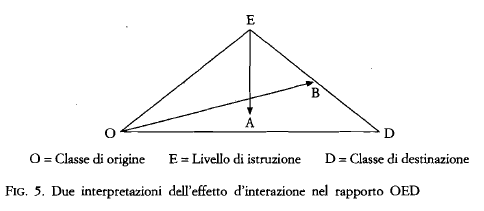 E
B
A
O
D
O = Classe di origine E = Livello di istruzione D = Classe di destinazione
FIG. 5. Due interpretazioni dell'effetto d'interazione nel rapporto OED